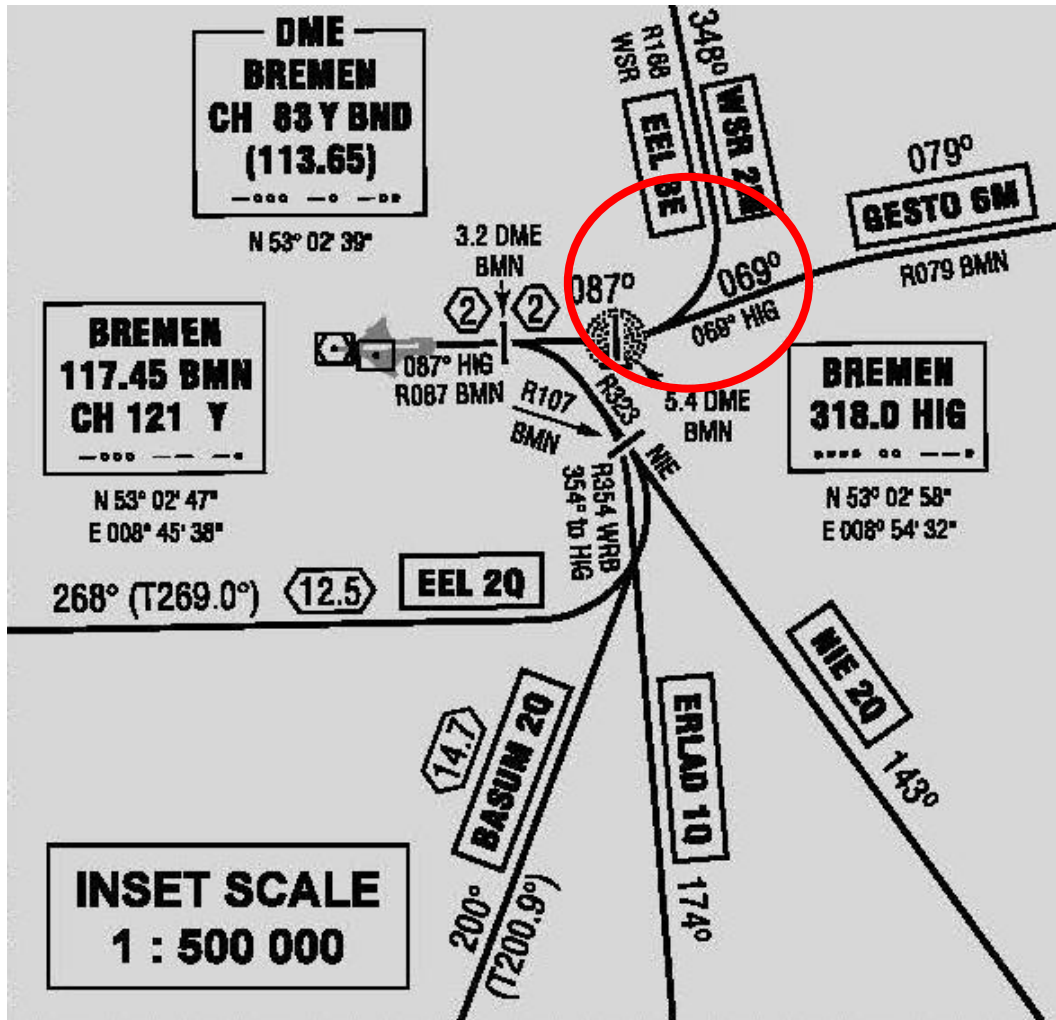 DME
BREMEN
CH 83 Y BND
(113.65)
N 53° 02' 39"
R168
WSR
348°
EEL 8E
WSR 2M
079°
GESTO 6M
R079 BMN
3.2 DME
BMN
2
2
087°
069°
069° HIG
BREMEN
117.45 BMN
CH 121 Y
N 53° 02' 47"
E 008° 45' 38"
087° HIG
R087 BMN
R107
BMN
R323
NIE
5.4 DME
BMN
BREMEN
318.0 HIG
N 53° 02' 58"
E 008° 54' 32"
R354 WRB
354° to HIG
268° (T269.0°)
12.5
EEL 2Q
14.7
BASUM 2Q
200°
(T200.9°)
ERLAD 1Q
174°
NIE 2Q
143°
INSET SCALE
1 : 500 000